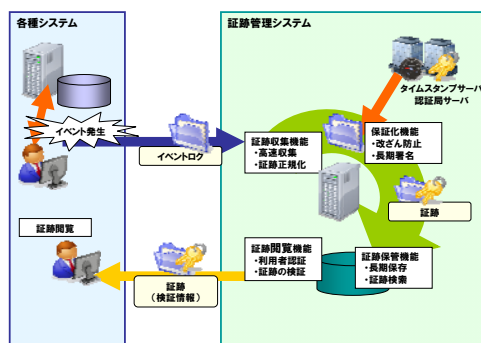 各種システム
証跡管理システム
タイムスタンプサーバ
認証局サーバ
イベント発生
イベントログ
証跡収集機能
・高速収集
・証跡正規化
保証化機能
・改ざん防止
・長期署名
証跡
証跡閲覧
証跡
(検証情報)
証跡閲覧機能
・利用者認証
・証跡の検証
証跡保管機能
・長期保存
・証跡検索